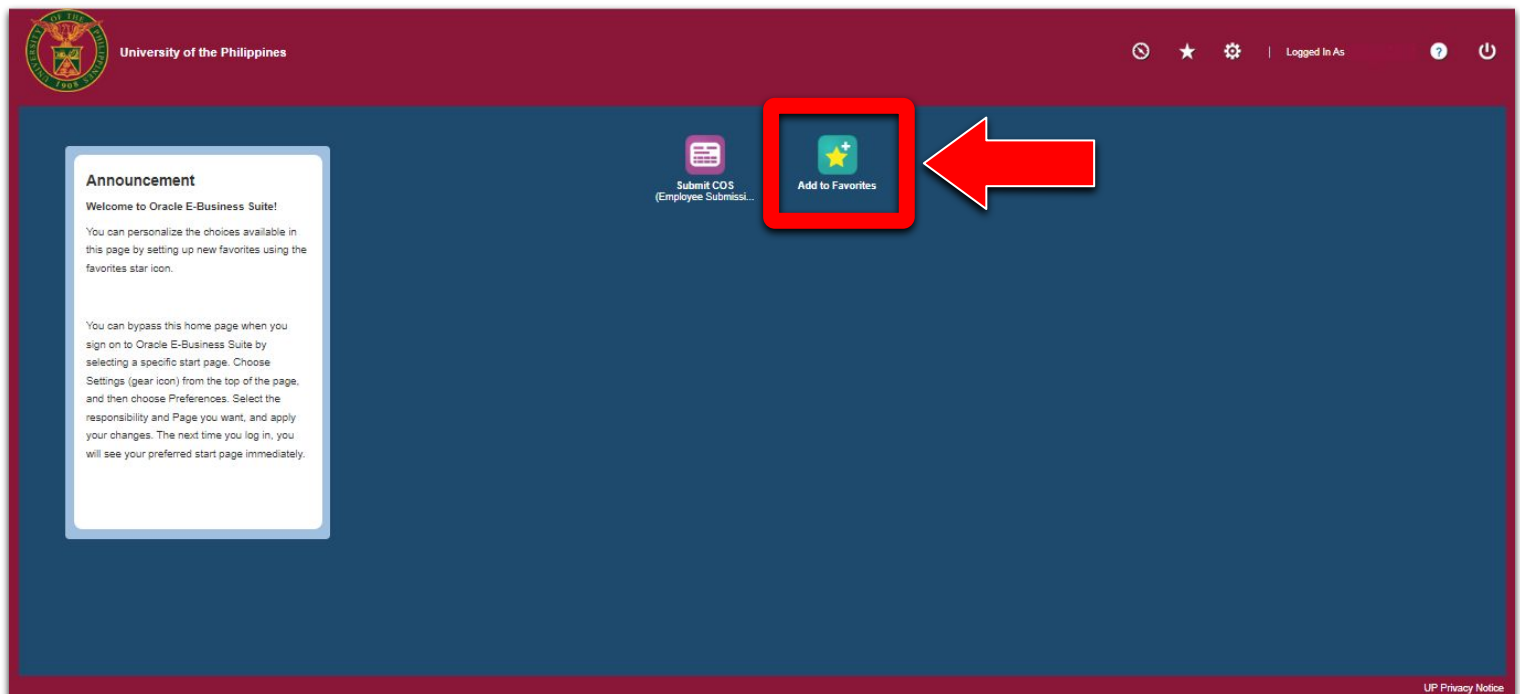 UNIVERSITY OF THE PHILIPPINES
1908
University of the Philippines
| Logged In As
?
Submit COS
(Employee Submissi...
Add to Favorites
Announcement
Welcome to Oracle E-Business Suite!
You can personalize the choices available in
this page by setting up new favorites using the
favorites star icon.
You can bypass this home page when you
sign on to Oracle E-Business Suite by
selecting a specific start page. Choose
Settings (gear icon) from the top of the page,
and then choose Preferences. Select the
responsibility and Page you want, and apply
your changes. The next time you log in, you
will see your preferred start page immediately.
UP Privacy Notice